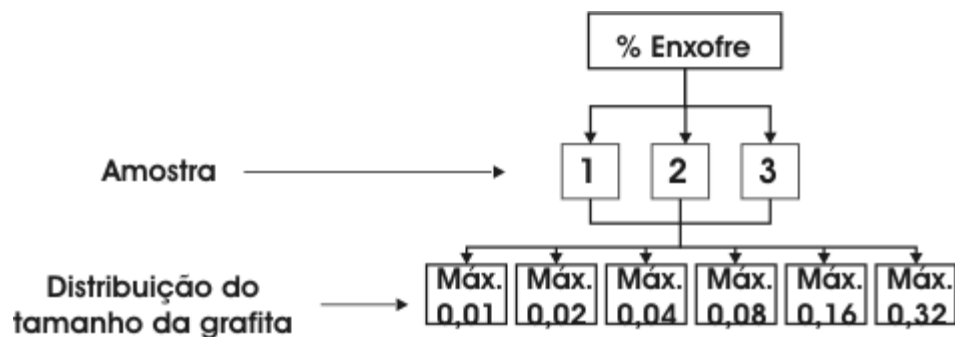 % Enxofre
Amostra
1 2 3
Distribuição do
tamanho da grafita
Máx. Máx. Máx. Máx. Máx. Máx.
0,01 0,02 0,04 0,08 0,16 0,32